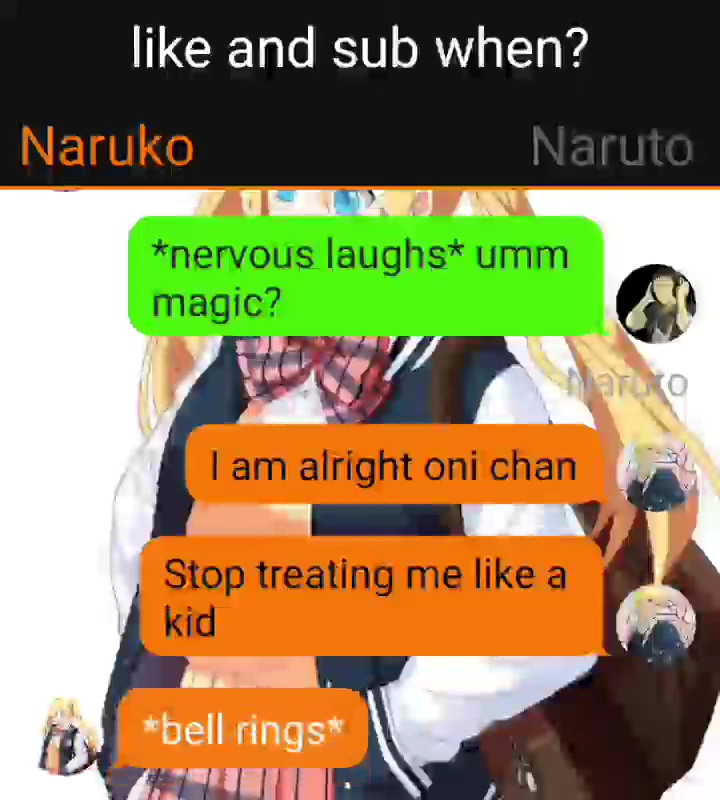 like and sub when?
Naruko
Naruto
*nervous laughs* umm
magic?
Naruto
I am alright oni chan
Stop treating me like a
kid
*bell rings*